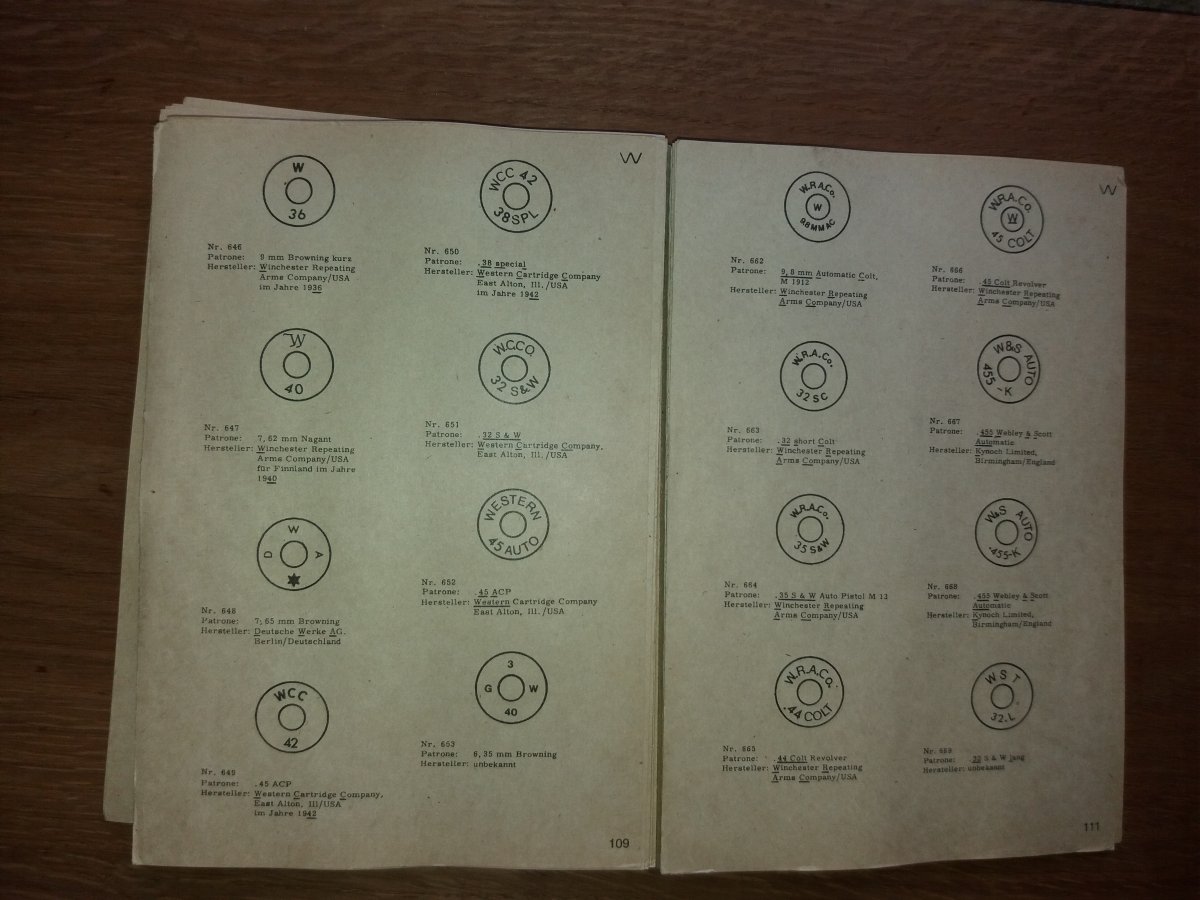 W
W
36
Nr. 646
Patrone: 9 mm Browning kurz
Hersteller: Winchester Repeating
Arms Company/USA
im Jahre 1936
W
40
Nr. 647
Patrone: 7,62 mm Nagant
Hersteller: Winchester Repeating
Arms Company/USA
für Finnland im Jahre
1940
W
D A
Nr. 648
Patrone: 7,65 mm Browning
Hersteller: Deutsche Werke AG.
Berlin/Deutschland
WCC
42
Nr. 649
Patrone: .45 ACP
Hersteller: Western Cartridge Company,
East Alton, Ill/USA
im Jahre 1942
WCC 42
38SPL
Nr. 650
Patrone: .38 special
Hersteller: Western Cartridge Company
East Alton, Ill./USA
im Jahre 1942
W.C.CO.
32 S&W
Nr. 651
Patrone: .32 S & W
Hersteller: Western Cartridge Company,
East Alton, Ill./USA
WESTERN
45 AUTO
Nr. 652
Patrone: .45 ACP
Hersteller: Western Cartridge Company
East Alton, Ill./USA
3
G W
40
Nr. 653
Patrone: 6,35 mm Browning
Hersteller: unbekannt
109
W
W.R.A.Co.
W
9.8 MM AC
Nr. 662
Patrone: 9,8 mm Automatic Colt,
M 1912
Hersteller: Winchester Repeating
Arms Company/USA
W.R.A.Co.
32 SC
Nr. 663
Patrone: .32 short Colt
Hersteller: Winchester Repeating
Arms Company/USA
W.R.A.Co.
35 S&W
Nr. 664
Patrone: .35 S & W Auto Pistol M 13
Hersteller: Winchester Repeating
Arms Company/USA
W.R.A.Co.
.44 COLT
Nr. 665
Patrone: .44 Colt Revolver
Hersteller: Winchester Repeating
Arms Company/USA
W.R.A.Co.
W
45 COLT
Nr. 666
Patrone: .45 Colt Revolver
Hersteller: Winchester Repeating
Arms Company/USA
W&S AUTO
455 -K
Nr. 667
Patrone: .455 Webley & Scott
Automatic
Hersteller: Kynoch Limited,
Birmingham/England
W&S AUTO
.455-K
Nr. 668
Patrone: .455 Webley & Scott
Automatic
Hersteller: Kynoch Limited,
Birmingham/England
W S T
32.L
Nr. 669
Patrone: .32 S & W lang
Hersteller: unbekannt
111